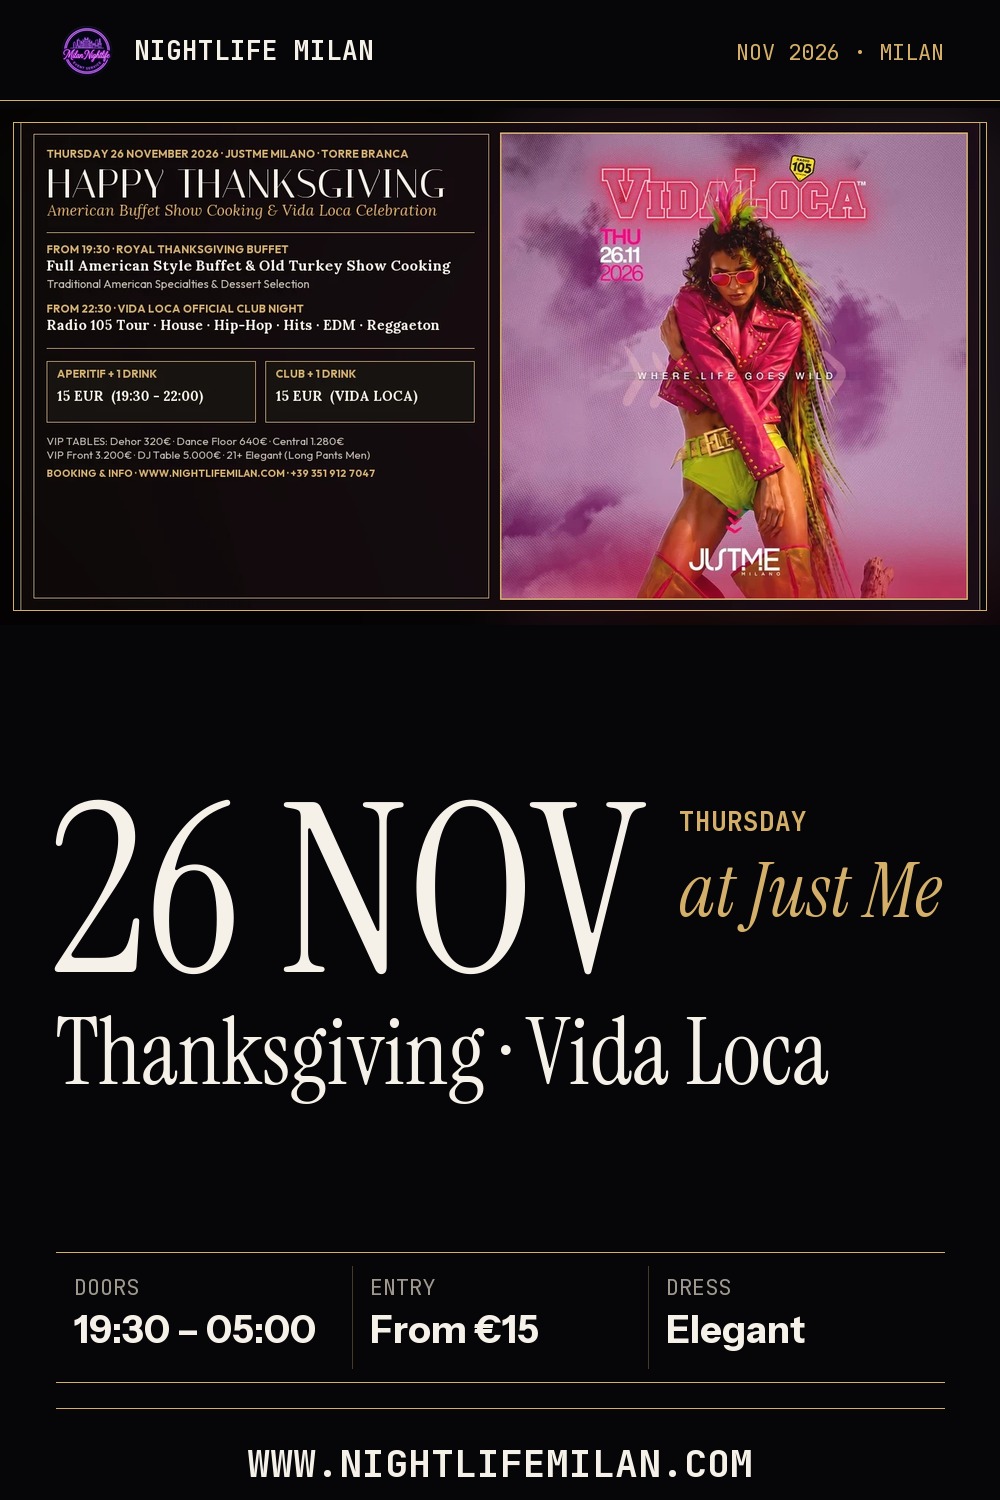 Milan Nightlife
NIGHTLIFE MILAN
NOV 2026 · MILAN
THURSDAY 26 NOVEMBER 2026 · JUSTME MILANO · TORRE BRANCA
HAPPY THANKSGIVING
American Buffet Show Cooking & Vida Loca Celebration
FROM 19:30 · ROYAL THANKSGIVING BUFFET
Full American Style Buffet & Old Turkey Show Cooking
Traditional American Specialties & Dessert Selection
FROM 22:30 · VIDA LOCA OFFICIAL CLUB NIGHT
Radio 105 Tour · House · Hip-Hop · Hits · EDM · Reggaeton
APERITIF + 1 DRINK
15 EUR (19:30 - 22:00)
CLUB + 1 DRINK
15 EUR (VIDA LOCA)
VIP TABLES: Dehor 320€ · Dance Floor 640€ · Central 1.280€
VIP Front 3.200€ · DJ Table 5.000€ · 21+ Elegant (Long Pants Men)
BOOKING & INFO · WWW.NIGHTLIFEMILAN.COM · +39 351 912 7047
105
VIDALOCA™
THU
26.11
2026
WHERE LIFE GOES WILD
JUSTME
MILANO
26 NOV
THURSDAY
at Just Me
Thanksgiving · Vida Loca
DOORS
19:30 – 05:00
ENTRY
From €15
DRESS
Elegant
WWW.NIGHTLIFEMILAN.COM